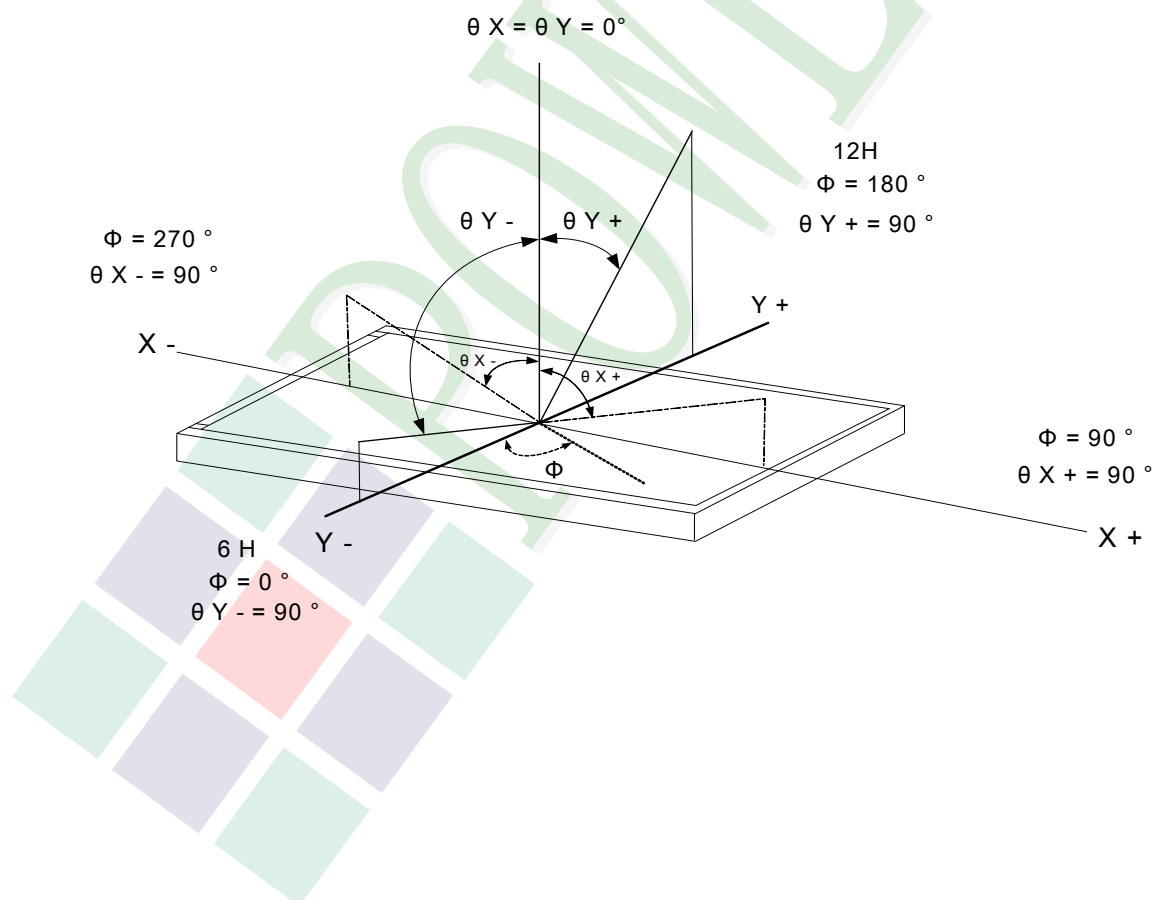 θ X = θ Y = 0°
12H
Φ = 180 °
θ Y + = 90 °
θ Y -
θ Y +
Φ = 270 °
θ X - = 90 °
Y +
X -
θ X -
θ X +
Φ = 90 °
θ X + = 90 °
Φ
X +
Y -
6 H
Φ = 0 °
θ Y - = 90 °